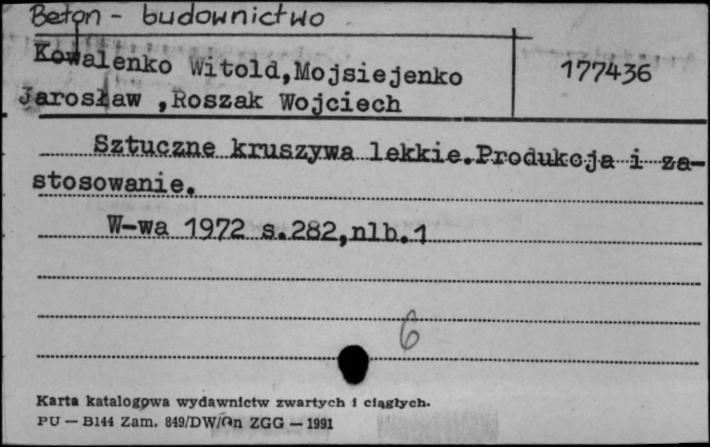 Beton - budownictwo
Kowalenko Witold,Mojsiejenko
177436
Jarosław ,Roszak Wojciech
Sztuczne kruszywa lekkie.Produkcja i za-
stosowanie.
W-wa 1972 s.282,nlb.1
6
Karta katalogowa wydawnictw zwartych i ciągłych.
PU — B144 Zam. 849/DW/On ZGG — 1991